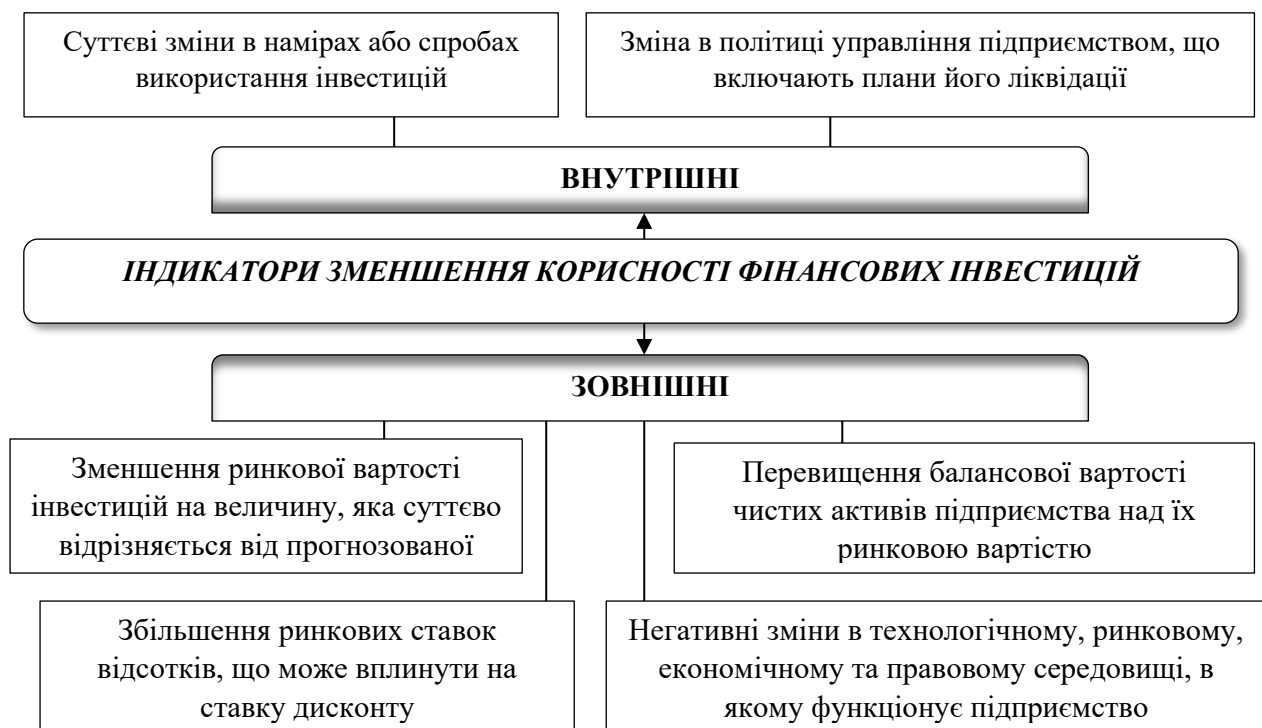 Суттєві зміни в намірах або спробах
використання інвестицій
Зміна в політиці управління підприємством, що
включають плани його ліквідації
ВНУТРІШНІ
ІНДИКАТОРИ ЗМЕНШЕННЯ КОРИСНОСТІ ФІНАНСОВИХ ІНВЕСТИЦІЙ
ЗОВНІШНІ
Зменшення ринкової вартості
інвестицій на величину, яка суттєво
відрізняється від прогнозованої
Перевищення балансової вартості
чистих активів підприємства над їх
ринковою вартістю
Збільшення ринкових ставок
відсотків, що може вплинути на
ставку дисконту
Негативні зміни в технологічному, ринковому,
економічному та правовому середовищі, в
якому функціонує підприємство